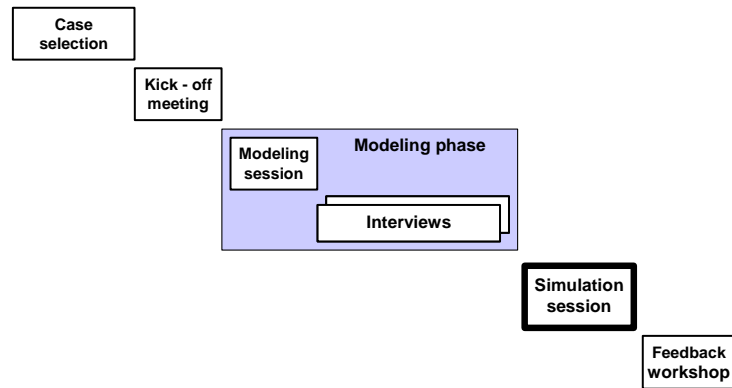 Case
selection
Kick - off
meeting
Modeling phase
Modeling
session
Interviews
Simulation
session
Feedback
workshop